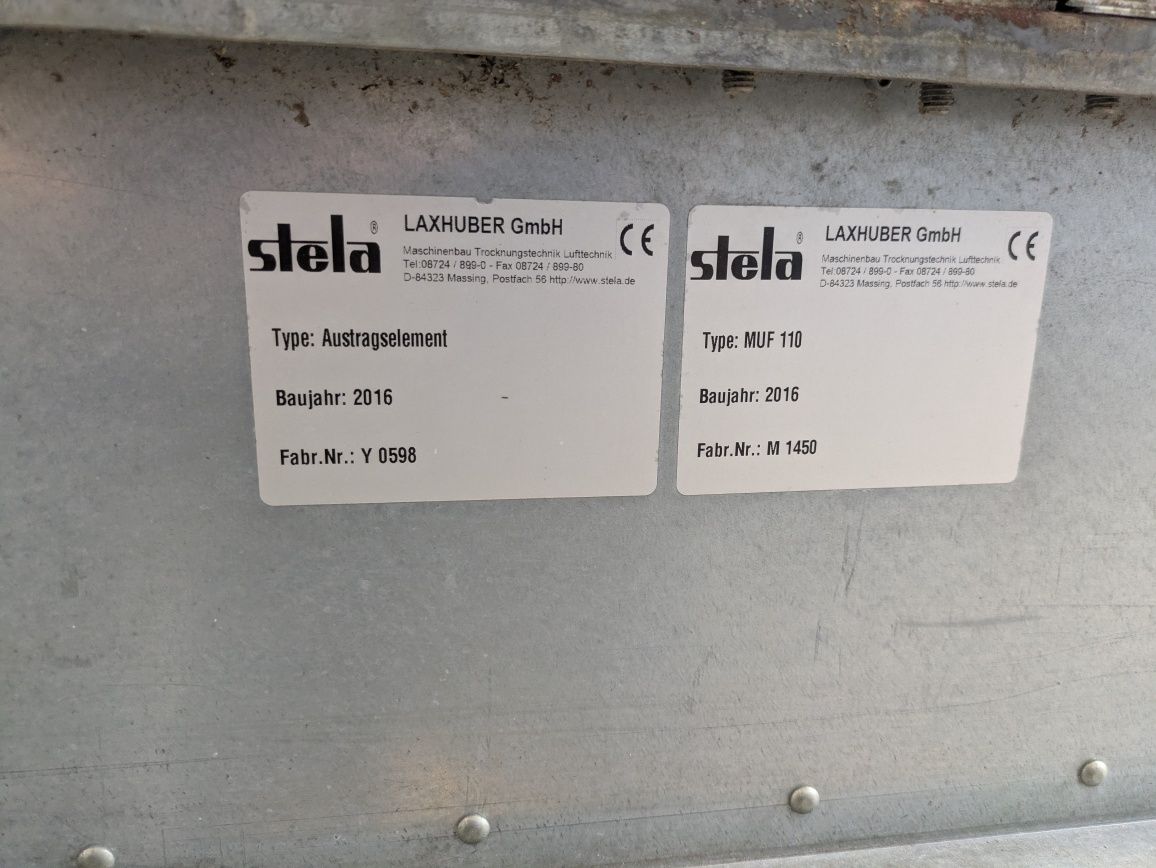 stela®
LAXHUBER GmbH
CE
Maschinenbau Trocknungstechnik Lufttechnik
Tel:08724 / 899-0 - Fax 08724 / 899-80
D-84323 Massing, Postfach 56 http://www.stela.de
Type: Austragselement
Baujahr: 2016
Fabr.Nr.: Y 0598
stela®
LAXHUBER GmbH
CE
Maschinenbau Trocknungstechnik Lufttechnik
Tel:08724 / 899-0 - Fax 08724 / 899-80
D-84323 Massing, Postfach 56 http://www.stela.de
Type: MUF 110
Baujahr: 2016
Fabr.Nr.: M 1450